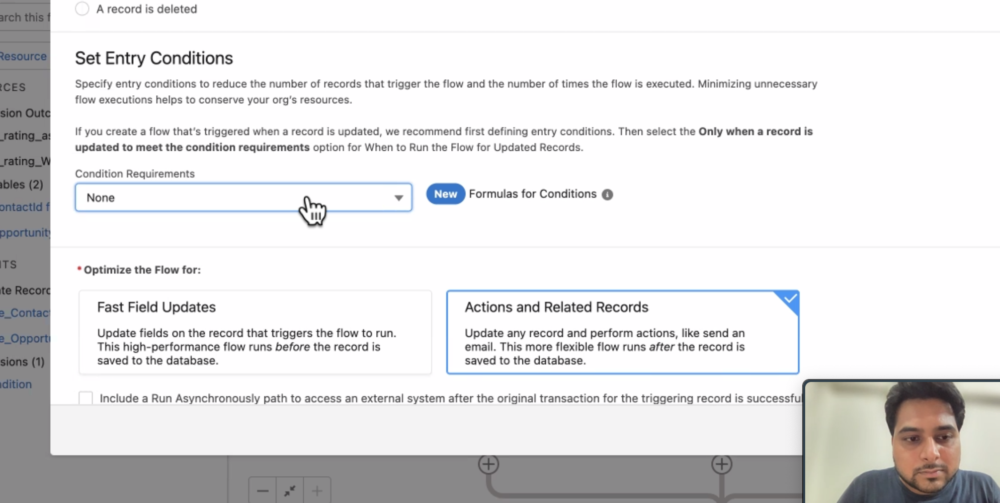 A record is deleted
arch this f
Resource
RCES
sion Outc
_rating_as
_rating_W
ables (2)
ontactId f
pportunity
NTS
te Record
e_Contact
e_Opportu
sions (1)
ndition
Set Entry Conditions
Specify entry conditions to reduce the number of records that trigger the flow and the number of times the flow is executed. Minimizing unnecessary
flow executions helps to conserve your org's resources.
If you create a flow that's triggered when a record is updated, we recommend first defining entry conditions. Then select the Only when a record is
updated to meet the condition requirements option for When to Run the Flow for Updated Records.
Condition Requirements
None
New Formulas for Conditions
* Optimize the Flow for:
Fast Field Updates
Update fields on the record that triggers the flow to run.
This high-performance flow runs before the record is
saved to the database.
Actions and Related Records
Update any record and perform actions, like send an
email. This more flexible flow runs after the record is
saved to the database.
Include a Run Asynchronously path to access an external system after the original transaction for the triggering record is successfu